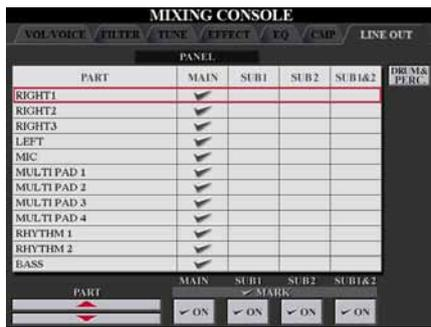 MIXING CONSOLE
VOL/VOICE FILTER TUNE EFFECT EQ CMP LINE OUT
PANEL
PART MAIN SUB1 SUB2 SUB1&2 DRUM& PERC.
RIGHT1
RIGHT2
RIGHT3
LEFT
MIC
MULTI PAD 1
MULTI PAD 2
MULTI PAD 3
MULTI PAD 4
RHYTHM 1
RHYTHM 2
BASS
MAIN SUB1 SUB2 SUB1&2
PART MARK
ON ON ON ON